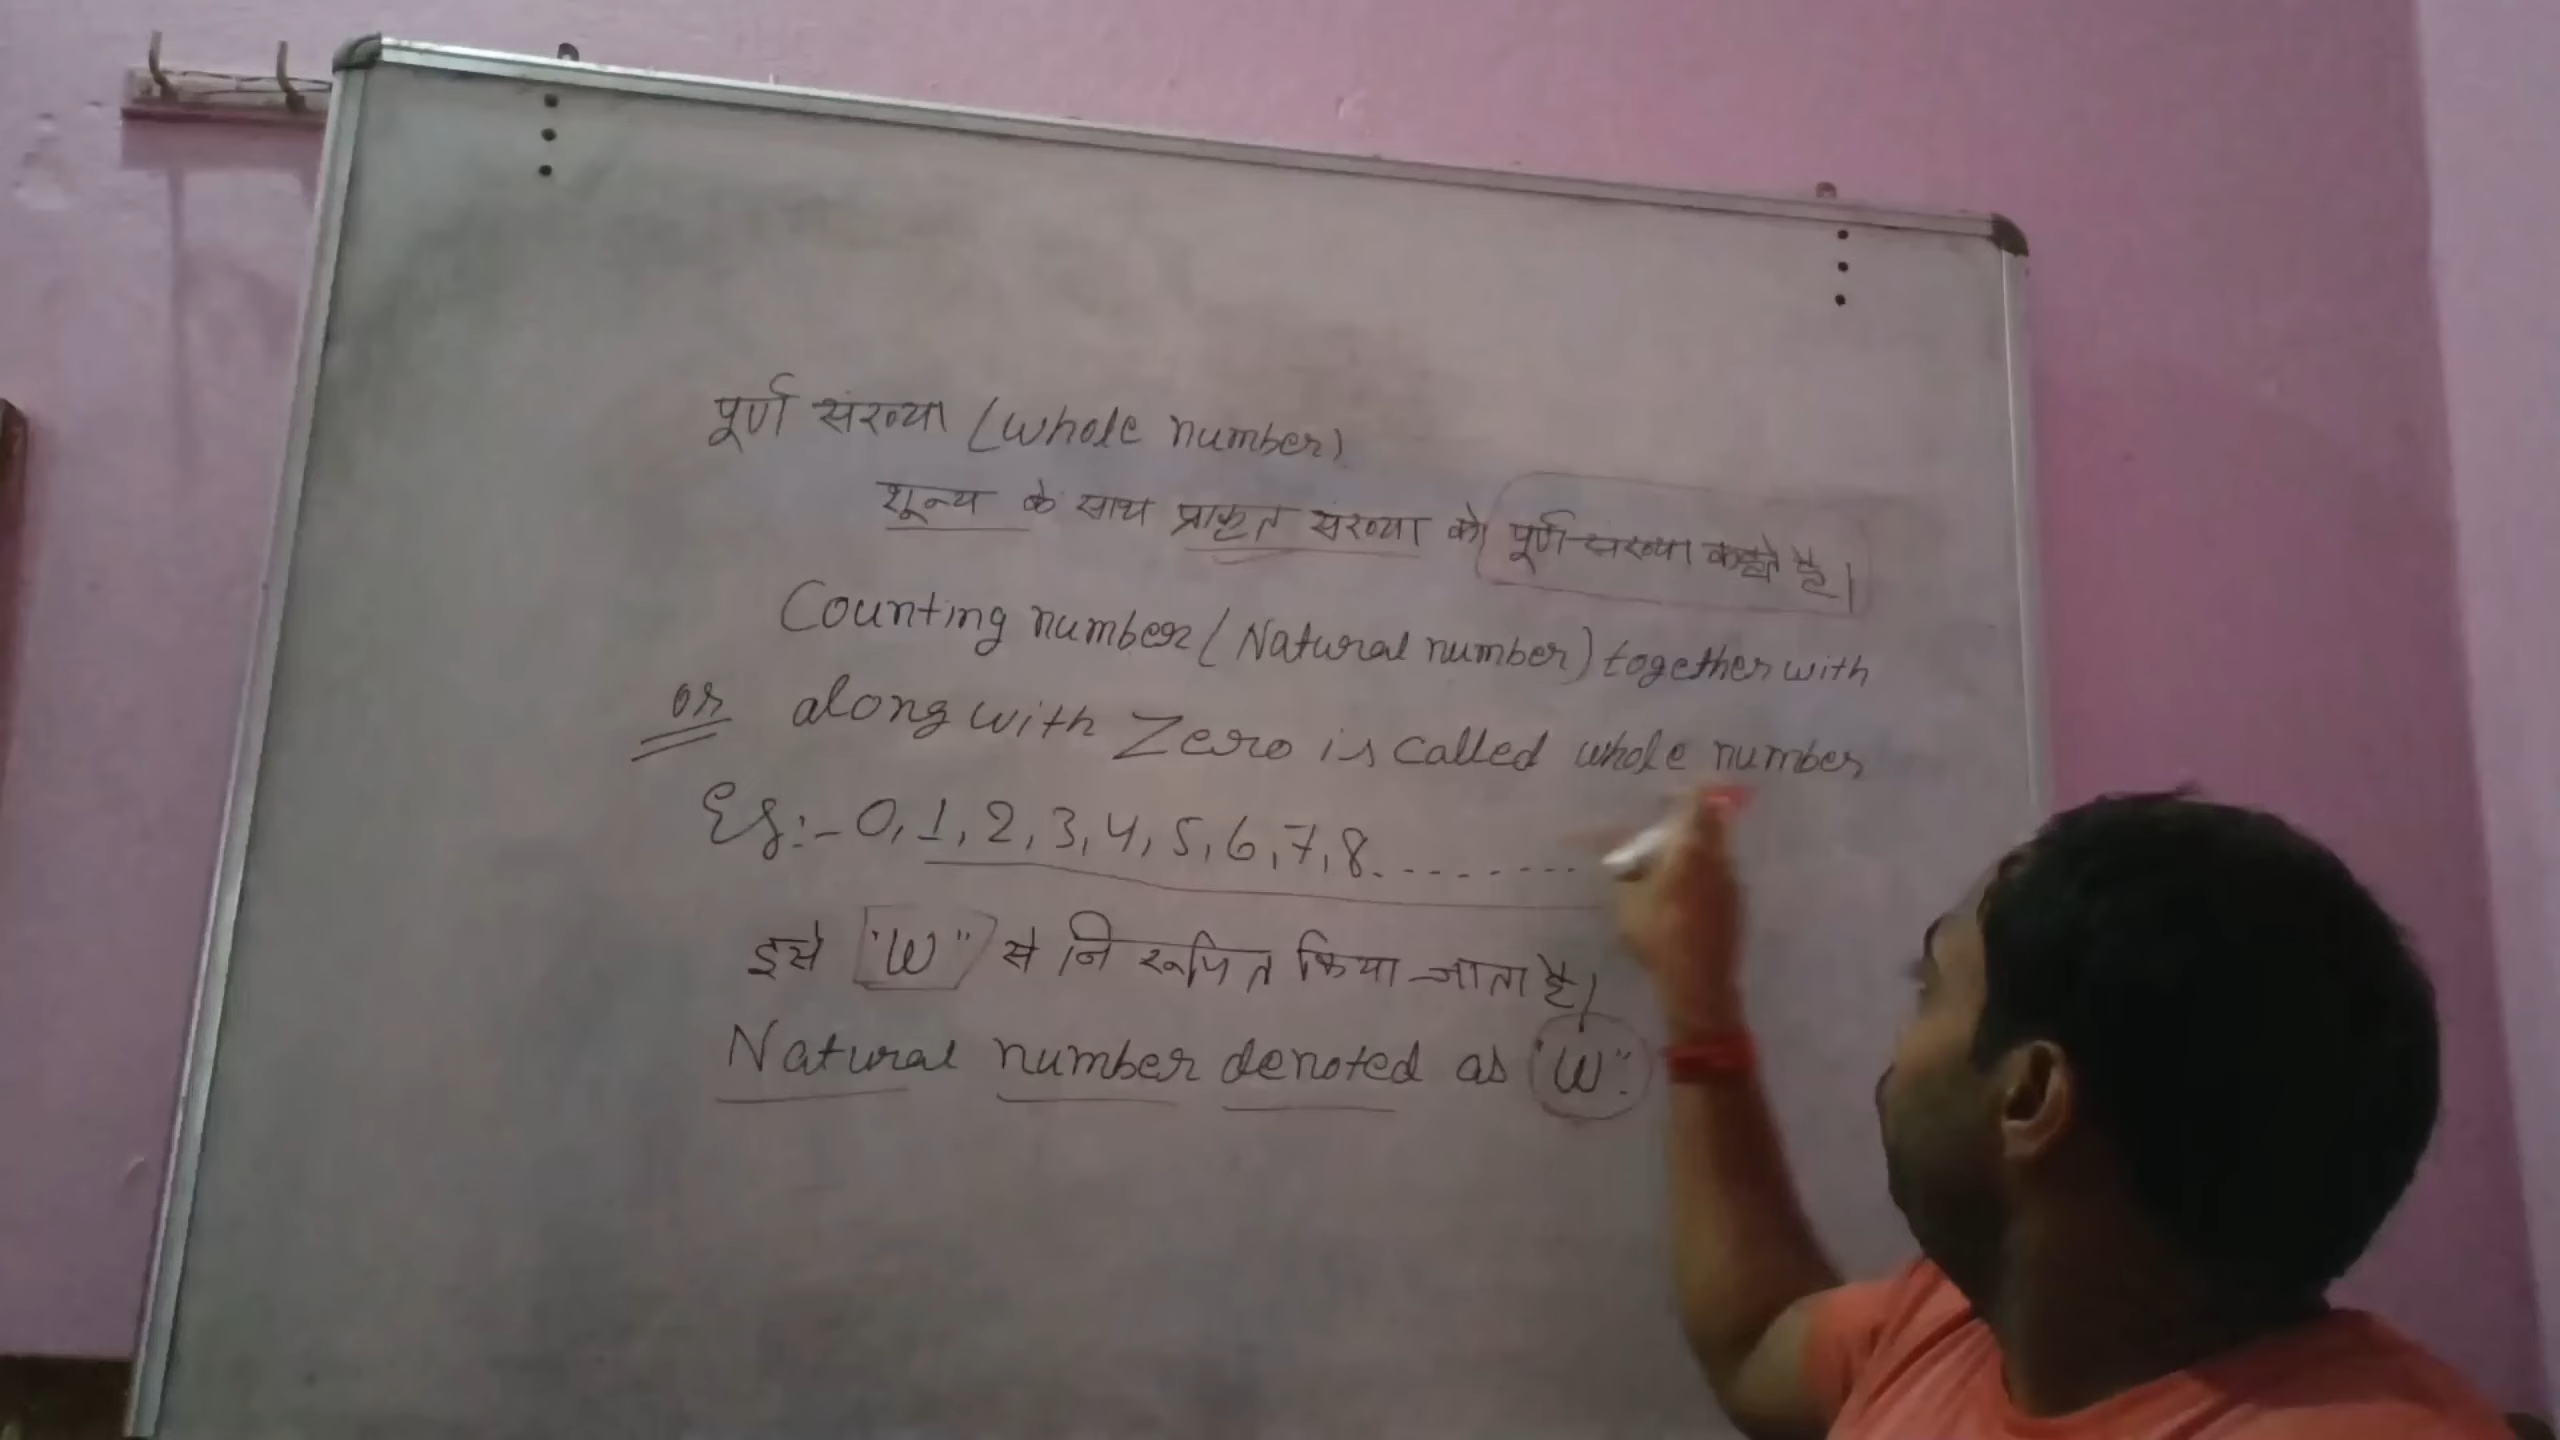 पूर्ण संख्या (whole number)
शून्य के साथ प्राकृत संख्या को पूर्ण संख्या कहते है।
Counting number (Natural number) together with
or along with Zero is called whole number
Eg:- 0, 1, 2, 3, 4, 5, 6, 7, 8. - - - - - - - -
इसे 'W" से निरूपित किया जाता है।
Natural number denoted as 'W".